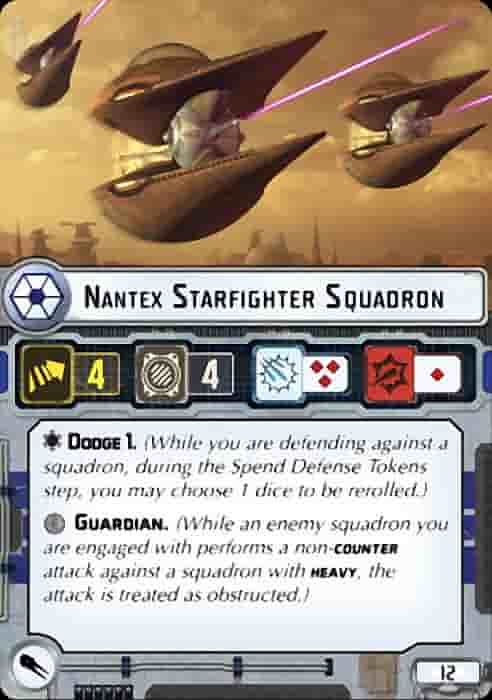 NANTEX STARFIGHTER SQUADRON
4 4
DODGE 1. (While you are defending against a
squadron, during the Spend Defense Tokens
step, you may choose 1 dice to be rerolled.)
GUARDIAN. (While an enemy squadron you
are engaged with performs a non-COUNTER
attack against a squadron with HEAVY, the
attack is treated as obstructed.)
12